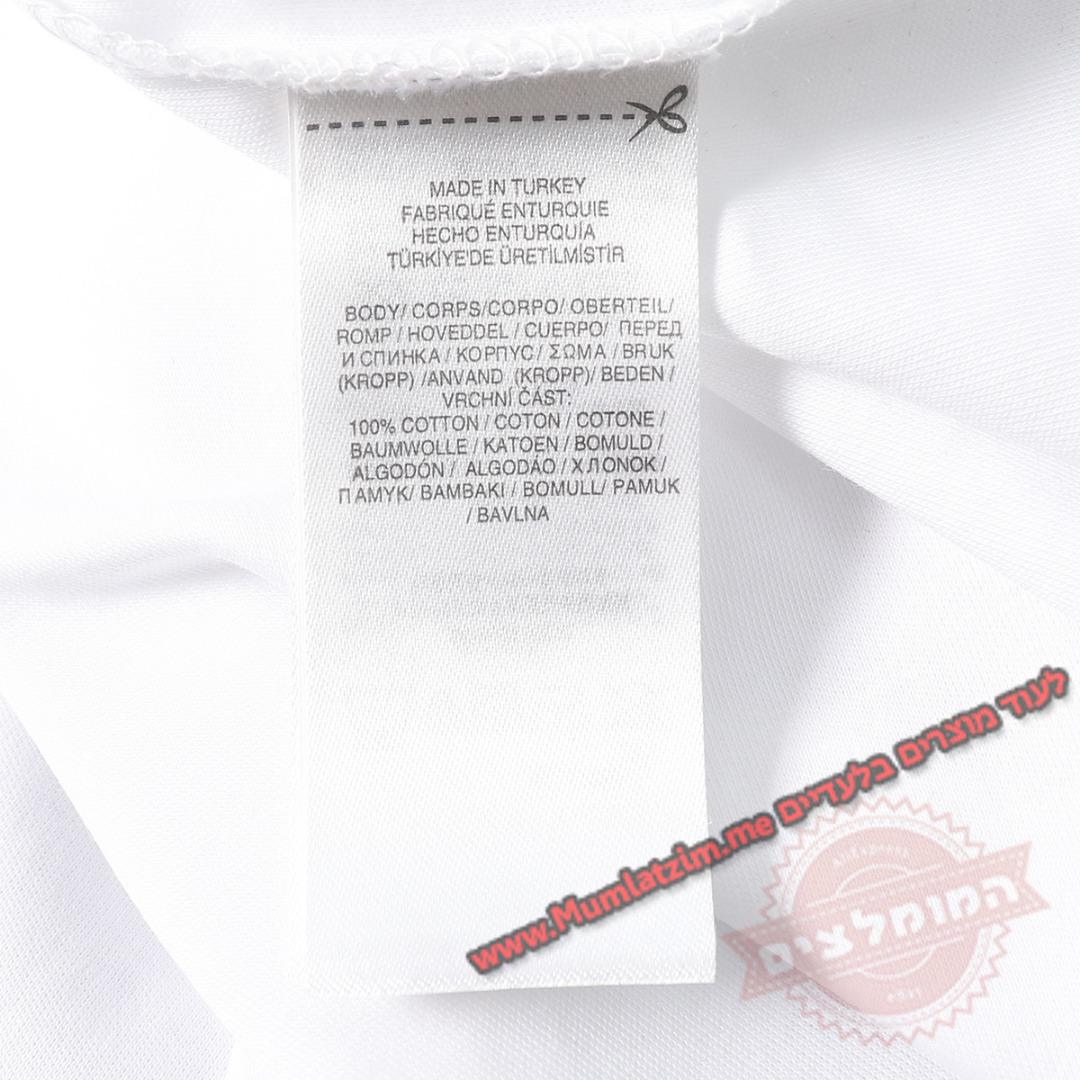 MADE IN TURKEY
FABRIQUÉ ENTURQUIE
HECHO ENTURQUÍA
TÜRKİYE'DE ÜRETİLMİSTİR
BODY/ CORPS/CORPO/ OBERTEIL/
ROMP / HOVEDDEL / CUERPO/ ПЕРЕД
И СПИНКА / КОРПУС / ΣΩΜΑ / BRUK
(KROPP) /ANVAND (KROPP)/ BEDEN /
VRCHNÍ ČÁST:
100% COTTON / COTON / COTONE /
BAUMWOLLE / KATOEN / BOMULD /
ALGODÓN / ALGODÁO / ХЛОПОК /
ПАМУК/ BAMBAKI / BOMULL/ PAMUK
/ BAVLNA
לעוד מוצרים בלעדיים www.Mumlatzim.me
המומלצים